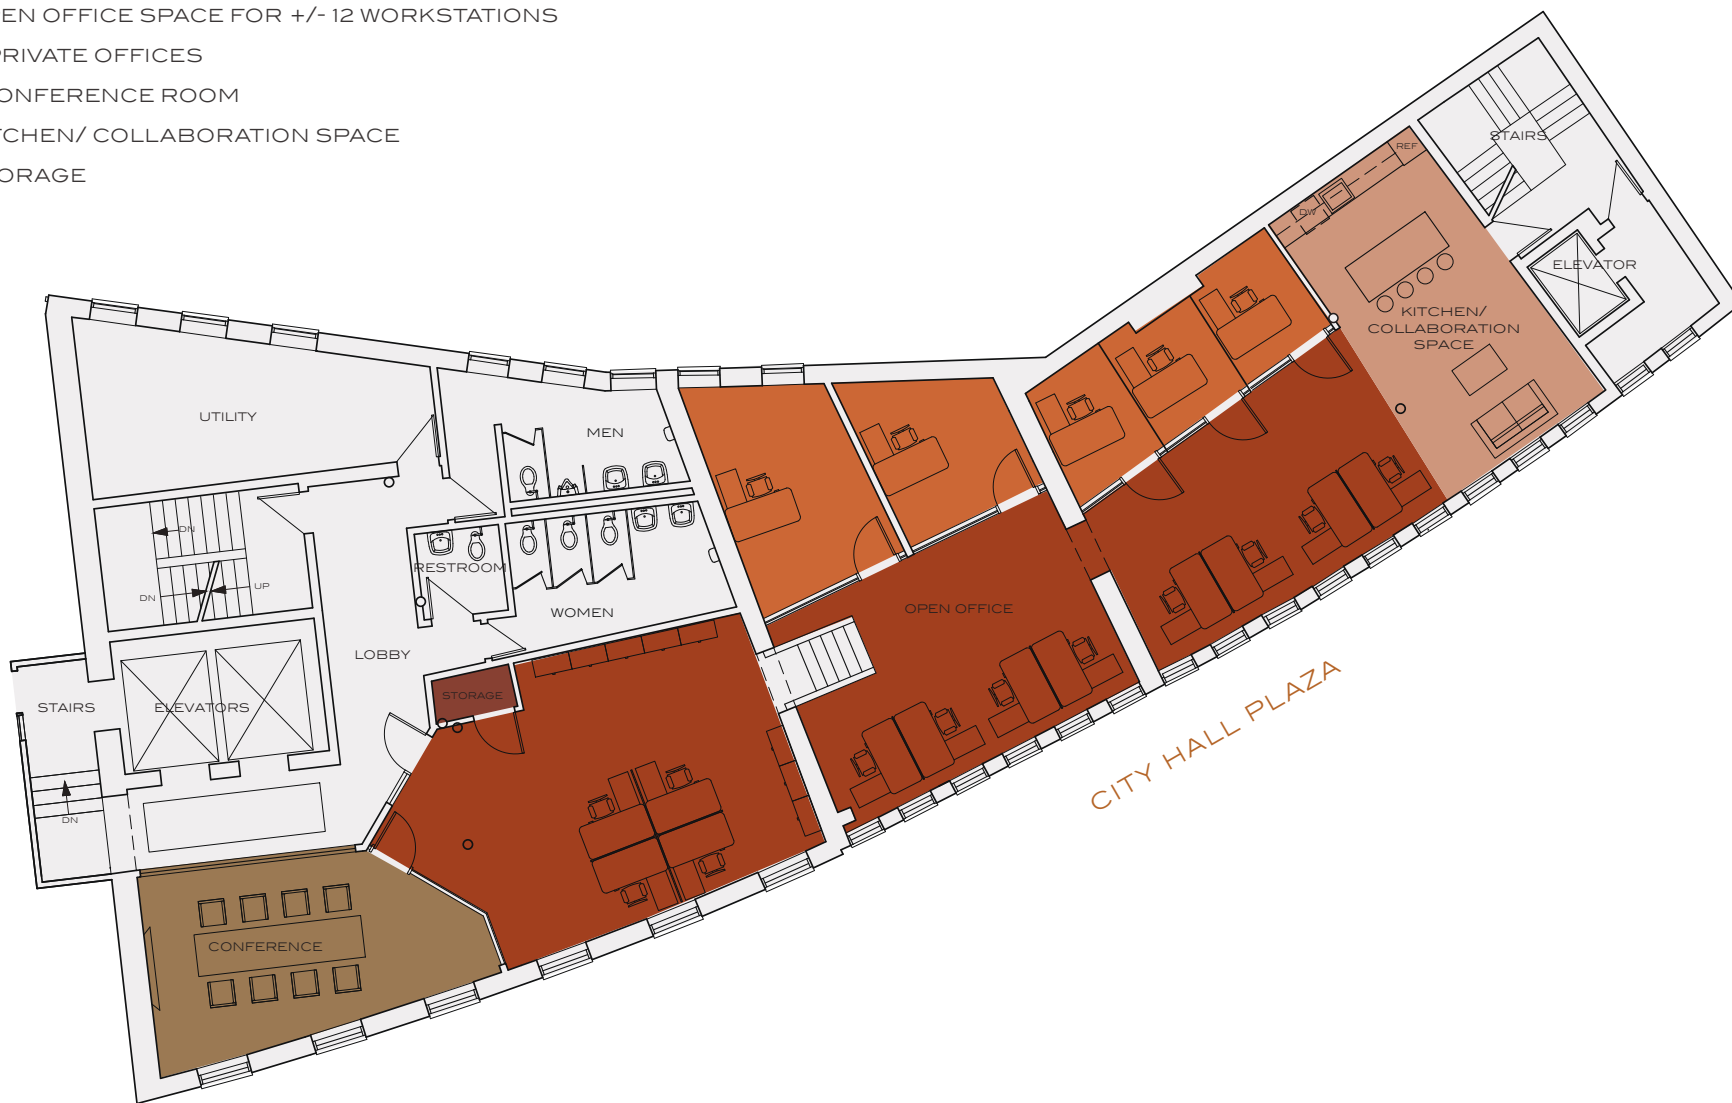 EN OFFICE SPACE FOR +/- 12 WORKSTATIONS
PRIVATE OFFICES
ONFERENCE ROOM
TCHEN/ COLLABORATION SPACE
ORAGE
STAIRS
REF
DW
ELEVATOR
KITCHEN/
COLLABORATION
SPACE
UTILITY
MEN
DN
RESTROOM
UP
DN
WOMEN
OPEN OFFICE
LOBBY
STORAGE
STAIRS
ELEVATORS
CITY HALL PLAZA
DN
CONFERENCE